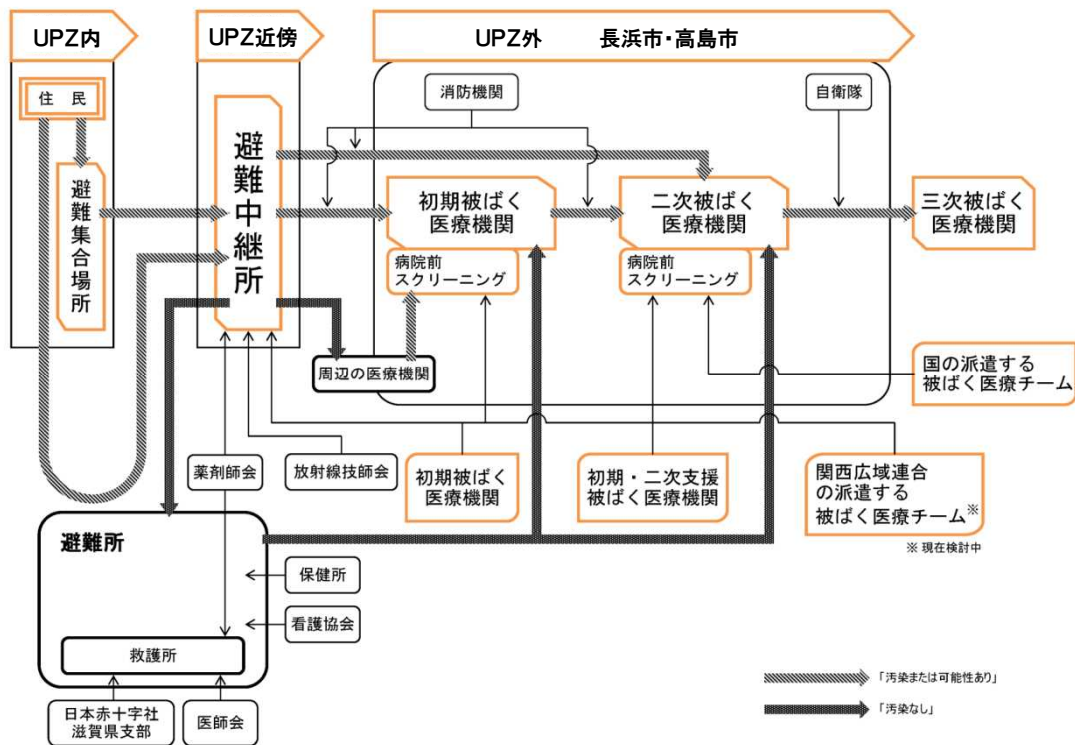 UPZ内
UPZ近傍
UPZ外 長浜市・高島市
住 民
消防機関
自衛隊
避難集合場所
避難中継所
初期被ばく
医療機関
二次被ばく
医療機関
三次被ばく
医療機関
病院前
スクリーニング
病院前
スクリーニング
周辺の医療機関
国の派遣する
被ばく医療チーム
薬剤師会
放射線技師会
初期被ばく
医療機関
初期・二次支援
被ばく医療機関
関西広域連合
の派遣する
被ばく医療チーム※
※ 現在検討中
避難所
保健所
看護協会
救護所
日本赤十字社
滋賀県支部
医師会
「汚染または可能性あり」
「汚染なし」